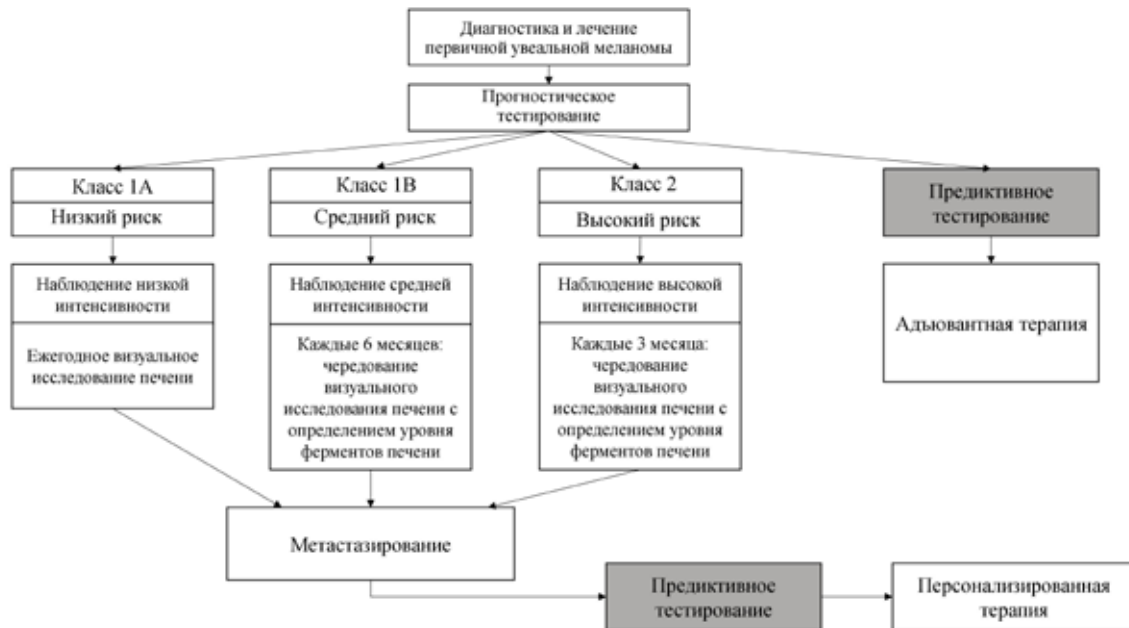 Диагностика и лечение
первичной увеальной меланомы
Прогностическое
тестирование
Класс 1А
Низкий риск
Класс 1В
Средний риск
Класс 2
Высокий риск
Предиктивное
тестирование
Наблюдение низкой
интенсивности
Ежегодное визуальное
исследование печени
Наблюдение средней
интенсивности
Каждые 6 месяцев:
чередование
визуального
исследования печени с
определением уровня
ферментов печени
Наблюдение высокой
интенсивности
Каждые 3 месяца:
чередование
визуального
исследования печени с
определением уровня
ферментов печени
Адъювантная терапия
Метастазирование
Предиктивное
тестирование
Персонализированная
терапия